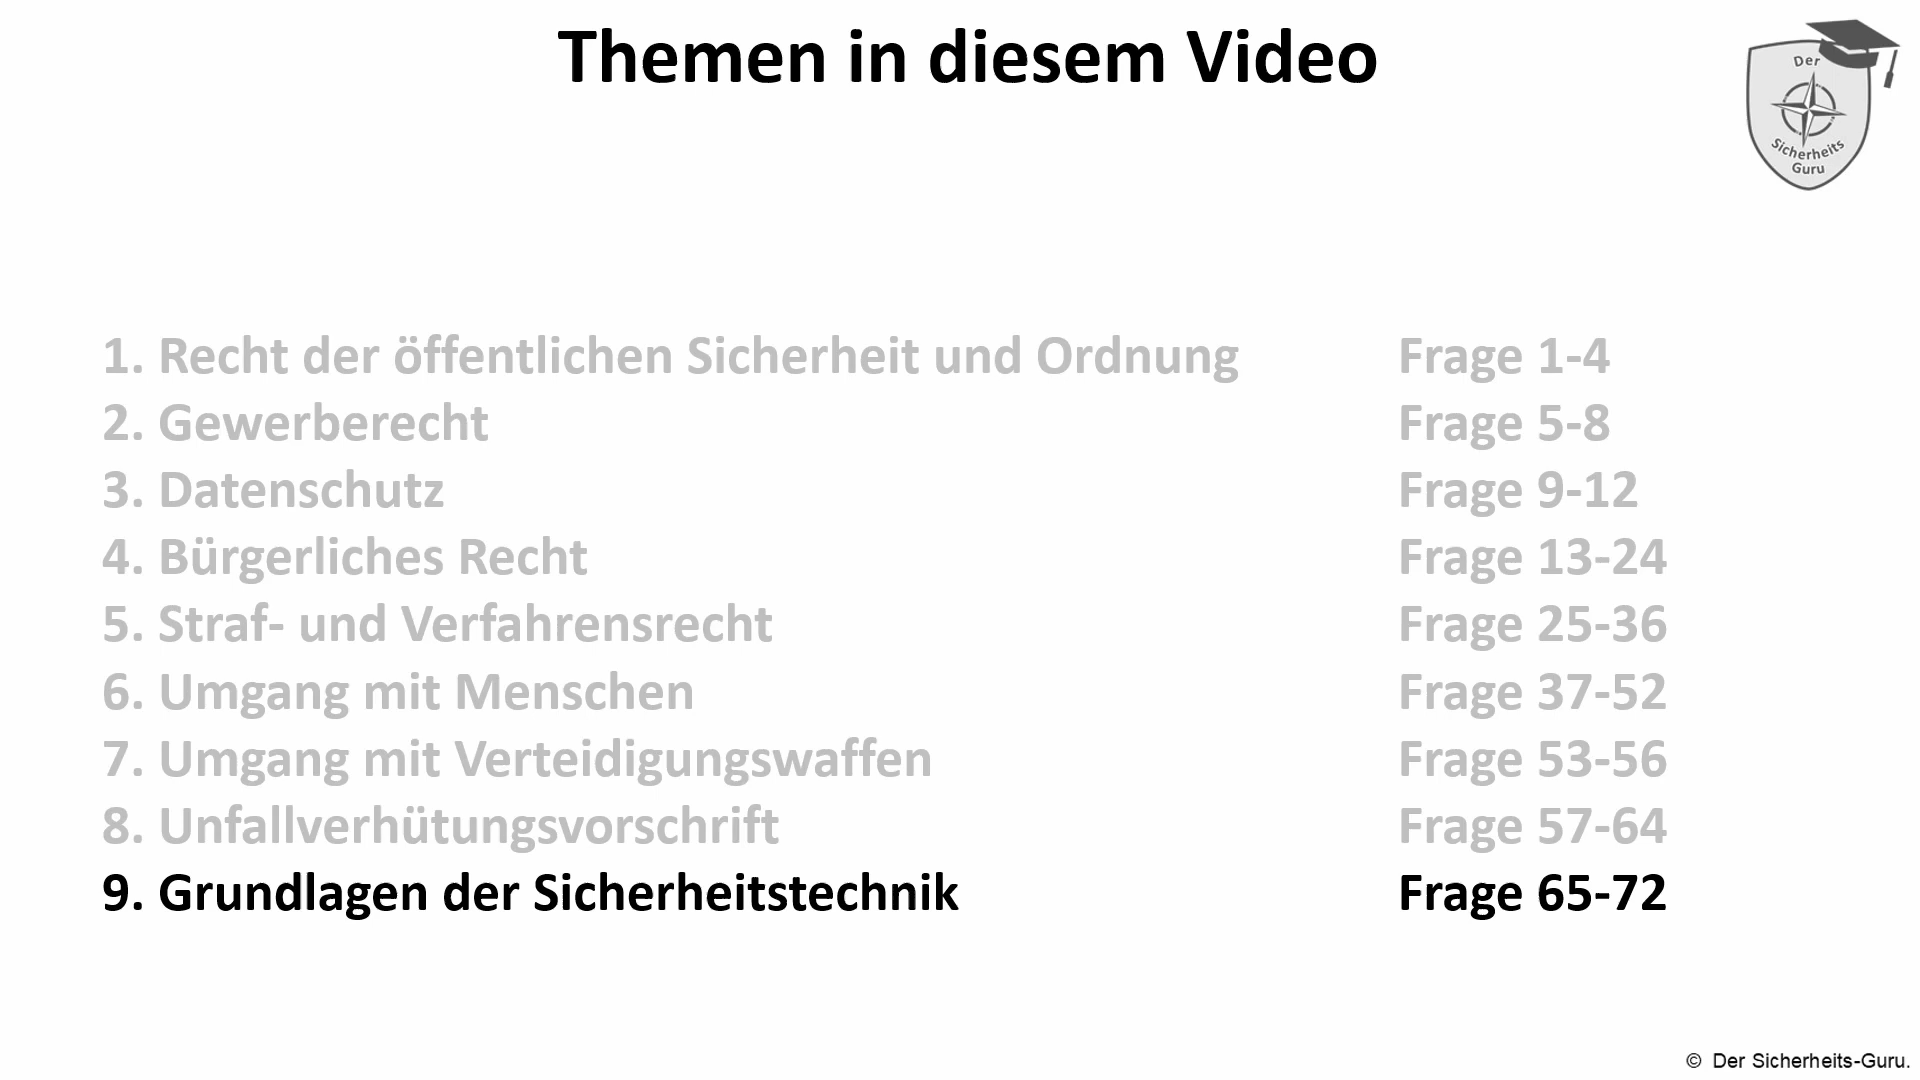 Themen in diesem Video
Der
Sicherheits
Guru
1. Recht der öffentlichen Sicherheit und Ordnung Frage 1-4
2. Gewerberecht Frage 5-8
3. Datenschutz Frage 9-12
4. Bürgerliches Recht Frage 13-24
5. Straf- und Verfahrensrecht Frage 25-36
6. Umgang mit Menschen Frage 37-52
7. Umgang mit Verteidigungswaffen Frage 53-56
8. Unfallverhütungsvorschrift Frage 57-64
9. Grundlagen der Sicherheitstechnik Frage 65-72
© Der Sicherheits-Guru.